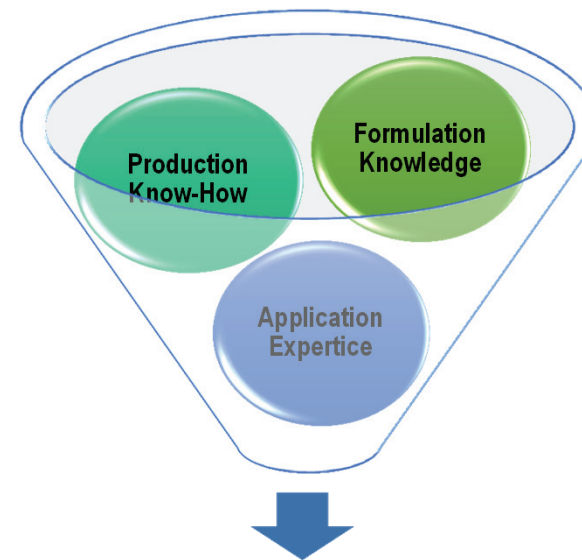 Formulation
Knowledge
Production
Know-How
Application
Expertice